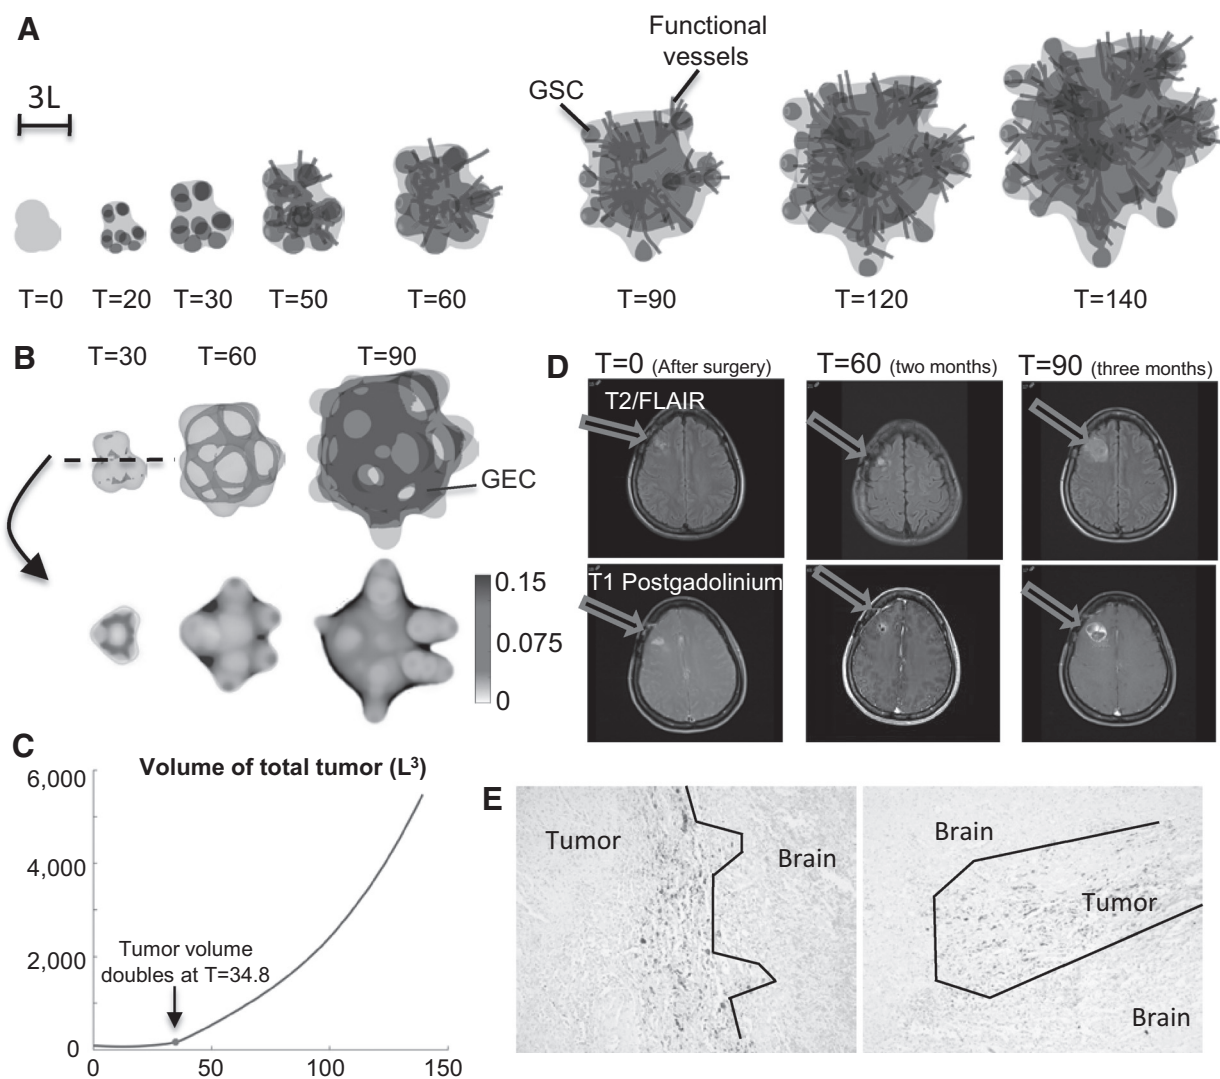 A
3L
GSC
Functional
vessels
T=0 T=20 T=30 T=50 T=60 T=90 T=120 T=140
B
T=30 T=60 T=90
GEC
0.15
0.075
0
C
Volume of total tumor (L³)
6,000
4,000
2,000
0
Tumor volume
doubles at T=34.8
0 50 100 150
D
T=0 (After surgery) T=60 (two months) T=90 (three months)
T2/FLAIR
T1 Postgadolinium
E
Tumor
Brain
Brain
Tumor
Brain